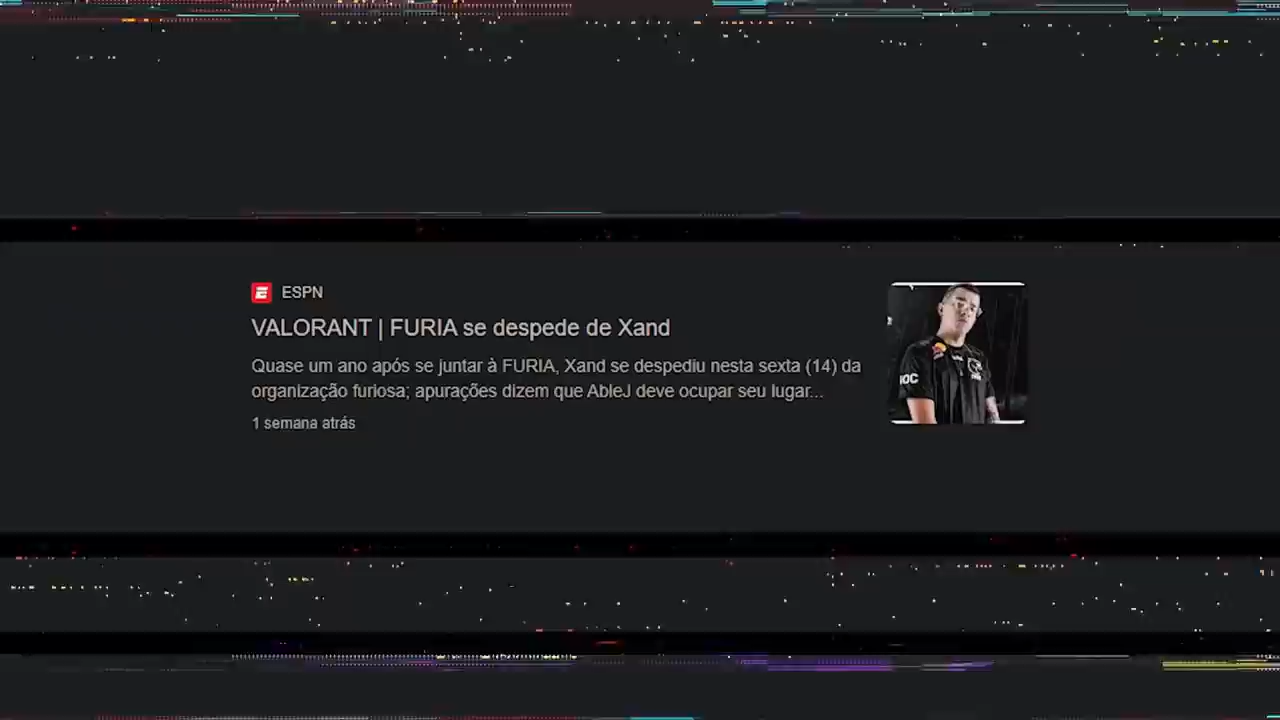 ESPN
VALORANT | FURIA se despede de Xand
Quase um ano após se juntar à FURIA, Xand se despediu nesta sexta (14) da
organização furiosa; apurações dizem que AbleJ deve ocupar seu lugar...
1 semana atrás
IOC